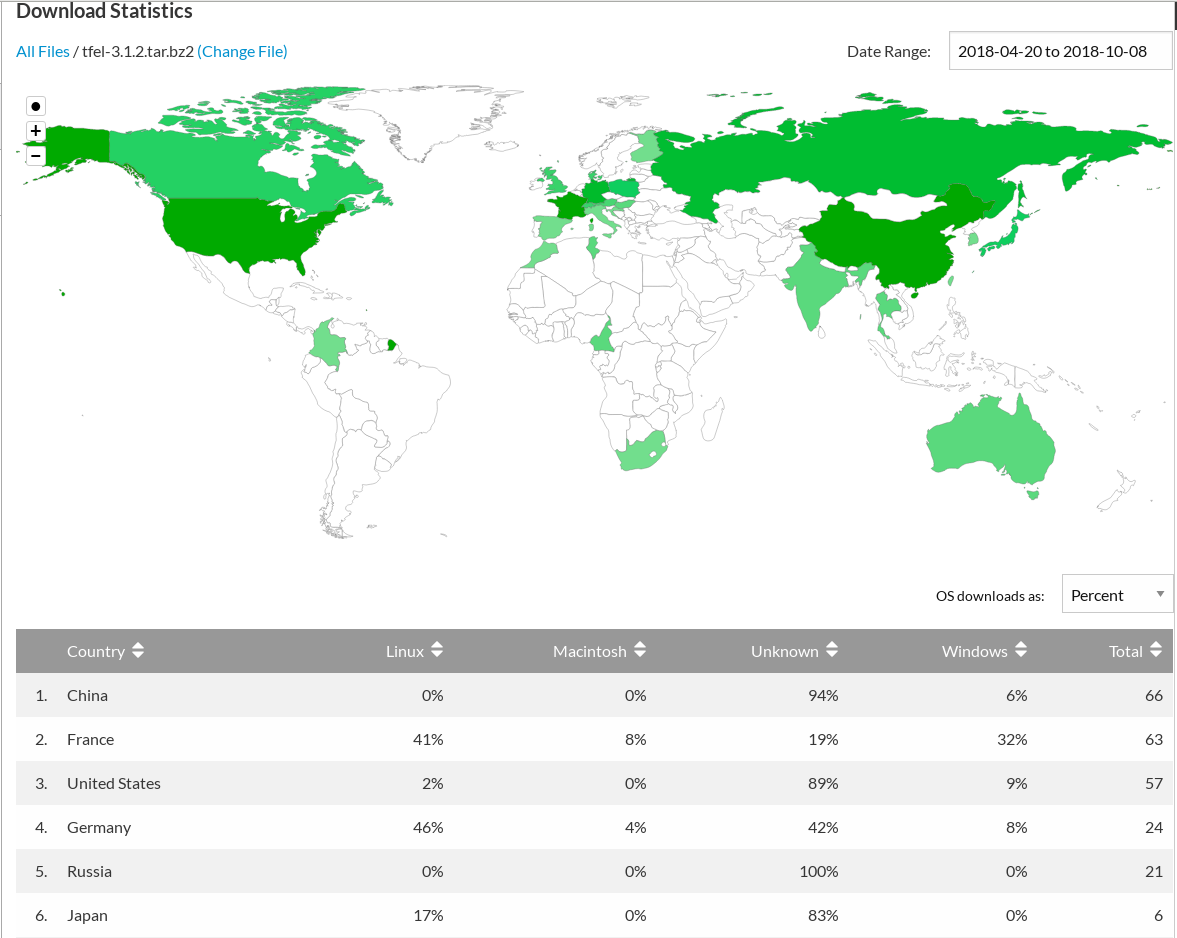 Download Statistics
All Files / tfel-3.1.2.tar.bz2 (Change File) Date Range: 2018-04-20 to 2018-10-08
+
−
OS downloads as: Percent
Country Linux Macintosh Unknown Windows Total
1. China 0% 0% 94% 6% 66
2. France 41% 8% 19% 32% 63
3. United States 2% 0% 89% 9% 57
4. Germany 46% 4% 42% 8% 24
5. Russia 0% 0% 100% 0% 21
6. Japan 17% 0% 83% 0% 6